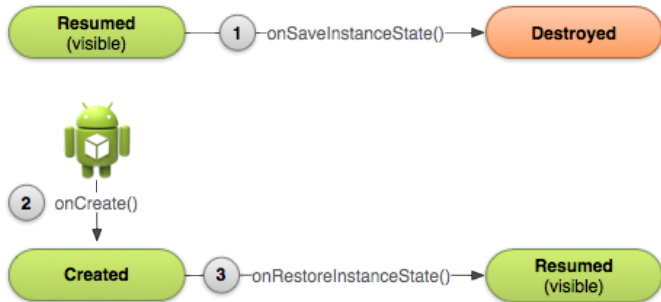 Resumed
(visible)
1
onSaveInstanceState()
Destroyed
2
onCreate()
Created
3
onRestoreInstanceState()
Resumed
(visible)